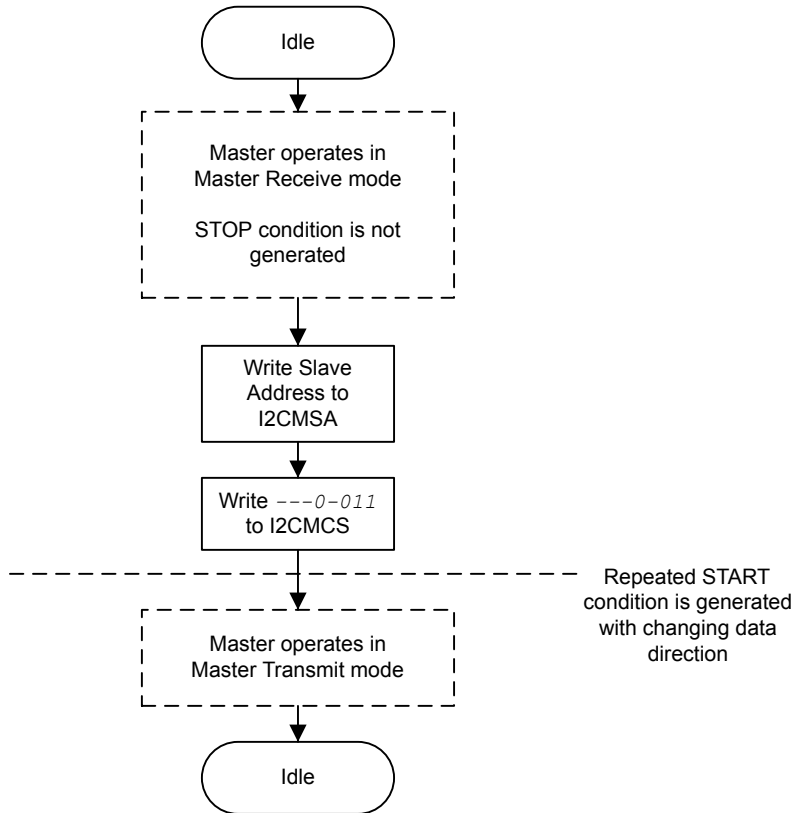 Idle
Master operates in
Master Receive mode
STOP condition is not
generated
Write Slave
Address to
I2CMSA
Write ---0-011
to I2CMCS
Repeated START
condition is generated
with changing data
direction
Master operates in
Master Transmit mode
Idle